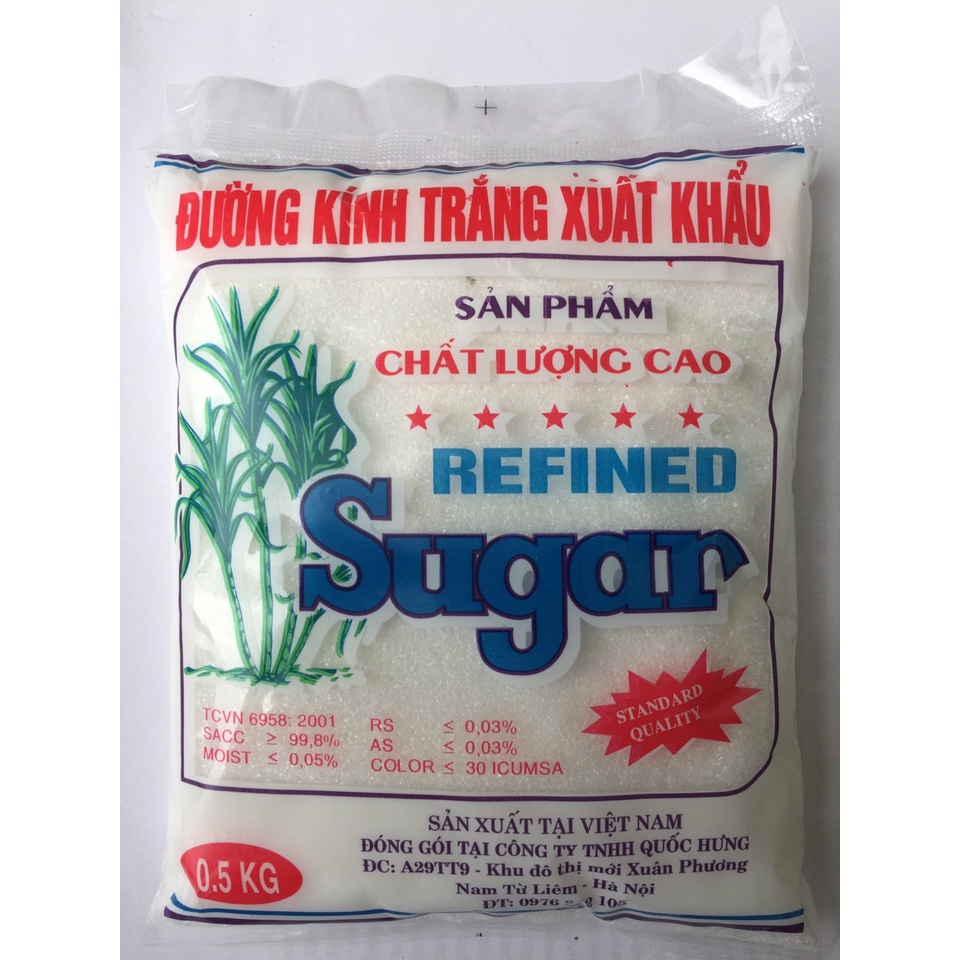 ĐƯỜNG KÍNH TRẮNG XUẤT KHẨU
SẢN PHẨM
CHẤT LƯỢNG CAO
REFINED
Sugar
STANDARD
QUALITY
TCVN 6958: 2001
SACC ≥ 99,8%
MOIST ≤ 0,05%
RS ≤ 0,03%
AS ≤ 0,03%
COLOR ≤ 30 ICUMSA
0.5 KG
SẢN XUẤT TẠI VIỆT NAM
ĐÓNG GÓI TẠI CÔNG TY TNHH QUỐC HƯNG
ĐC: A29TT9 - Khu đô thị mới Xuân Phương
Nam Từ Liêm - Hà Nội
ĐT: 0976